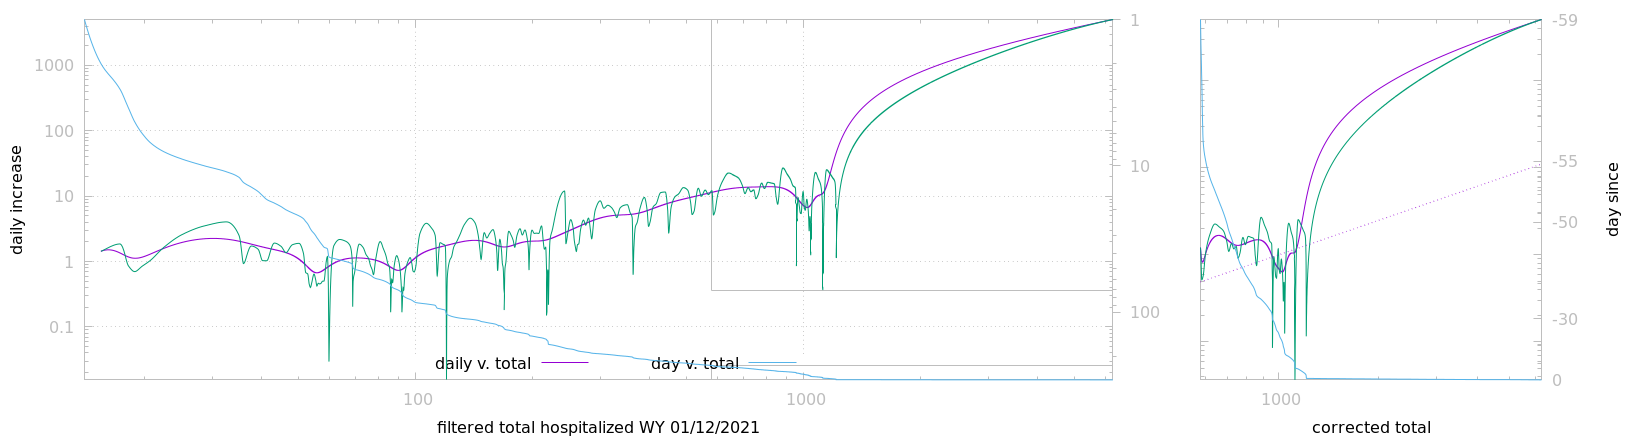 daily increase
1000
100
10
1
0.1
1
10
100
daily v. total
day v. total
100
1000
filtered total hospitalized WY 01/12/2021
-59
-55
-50
-30
0
day since
1000
corrected total